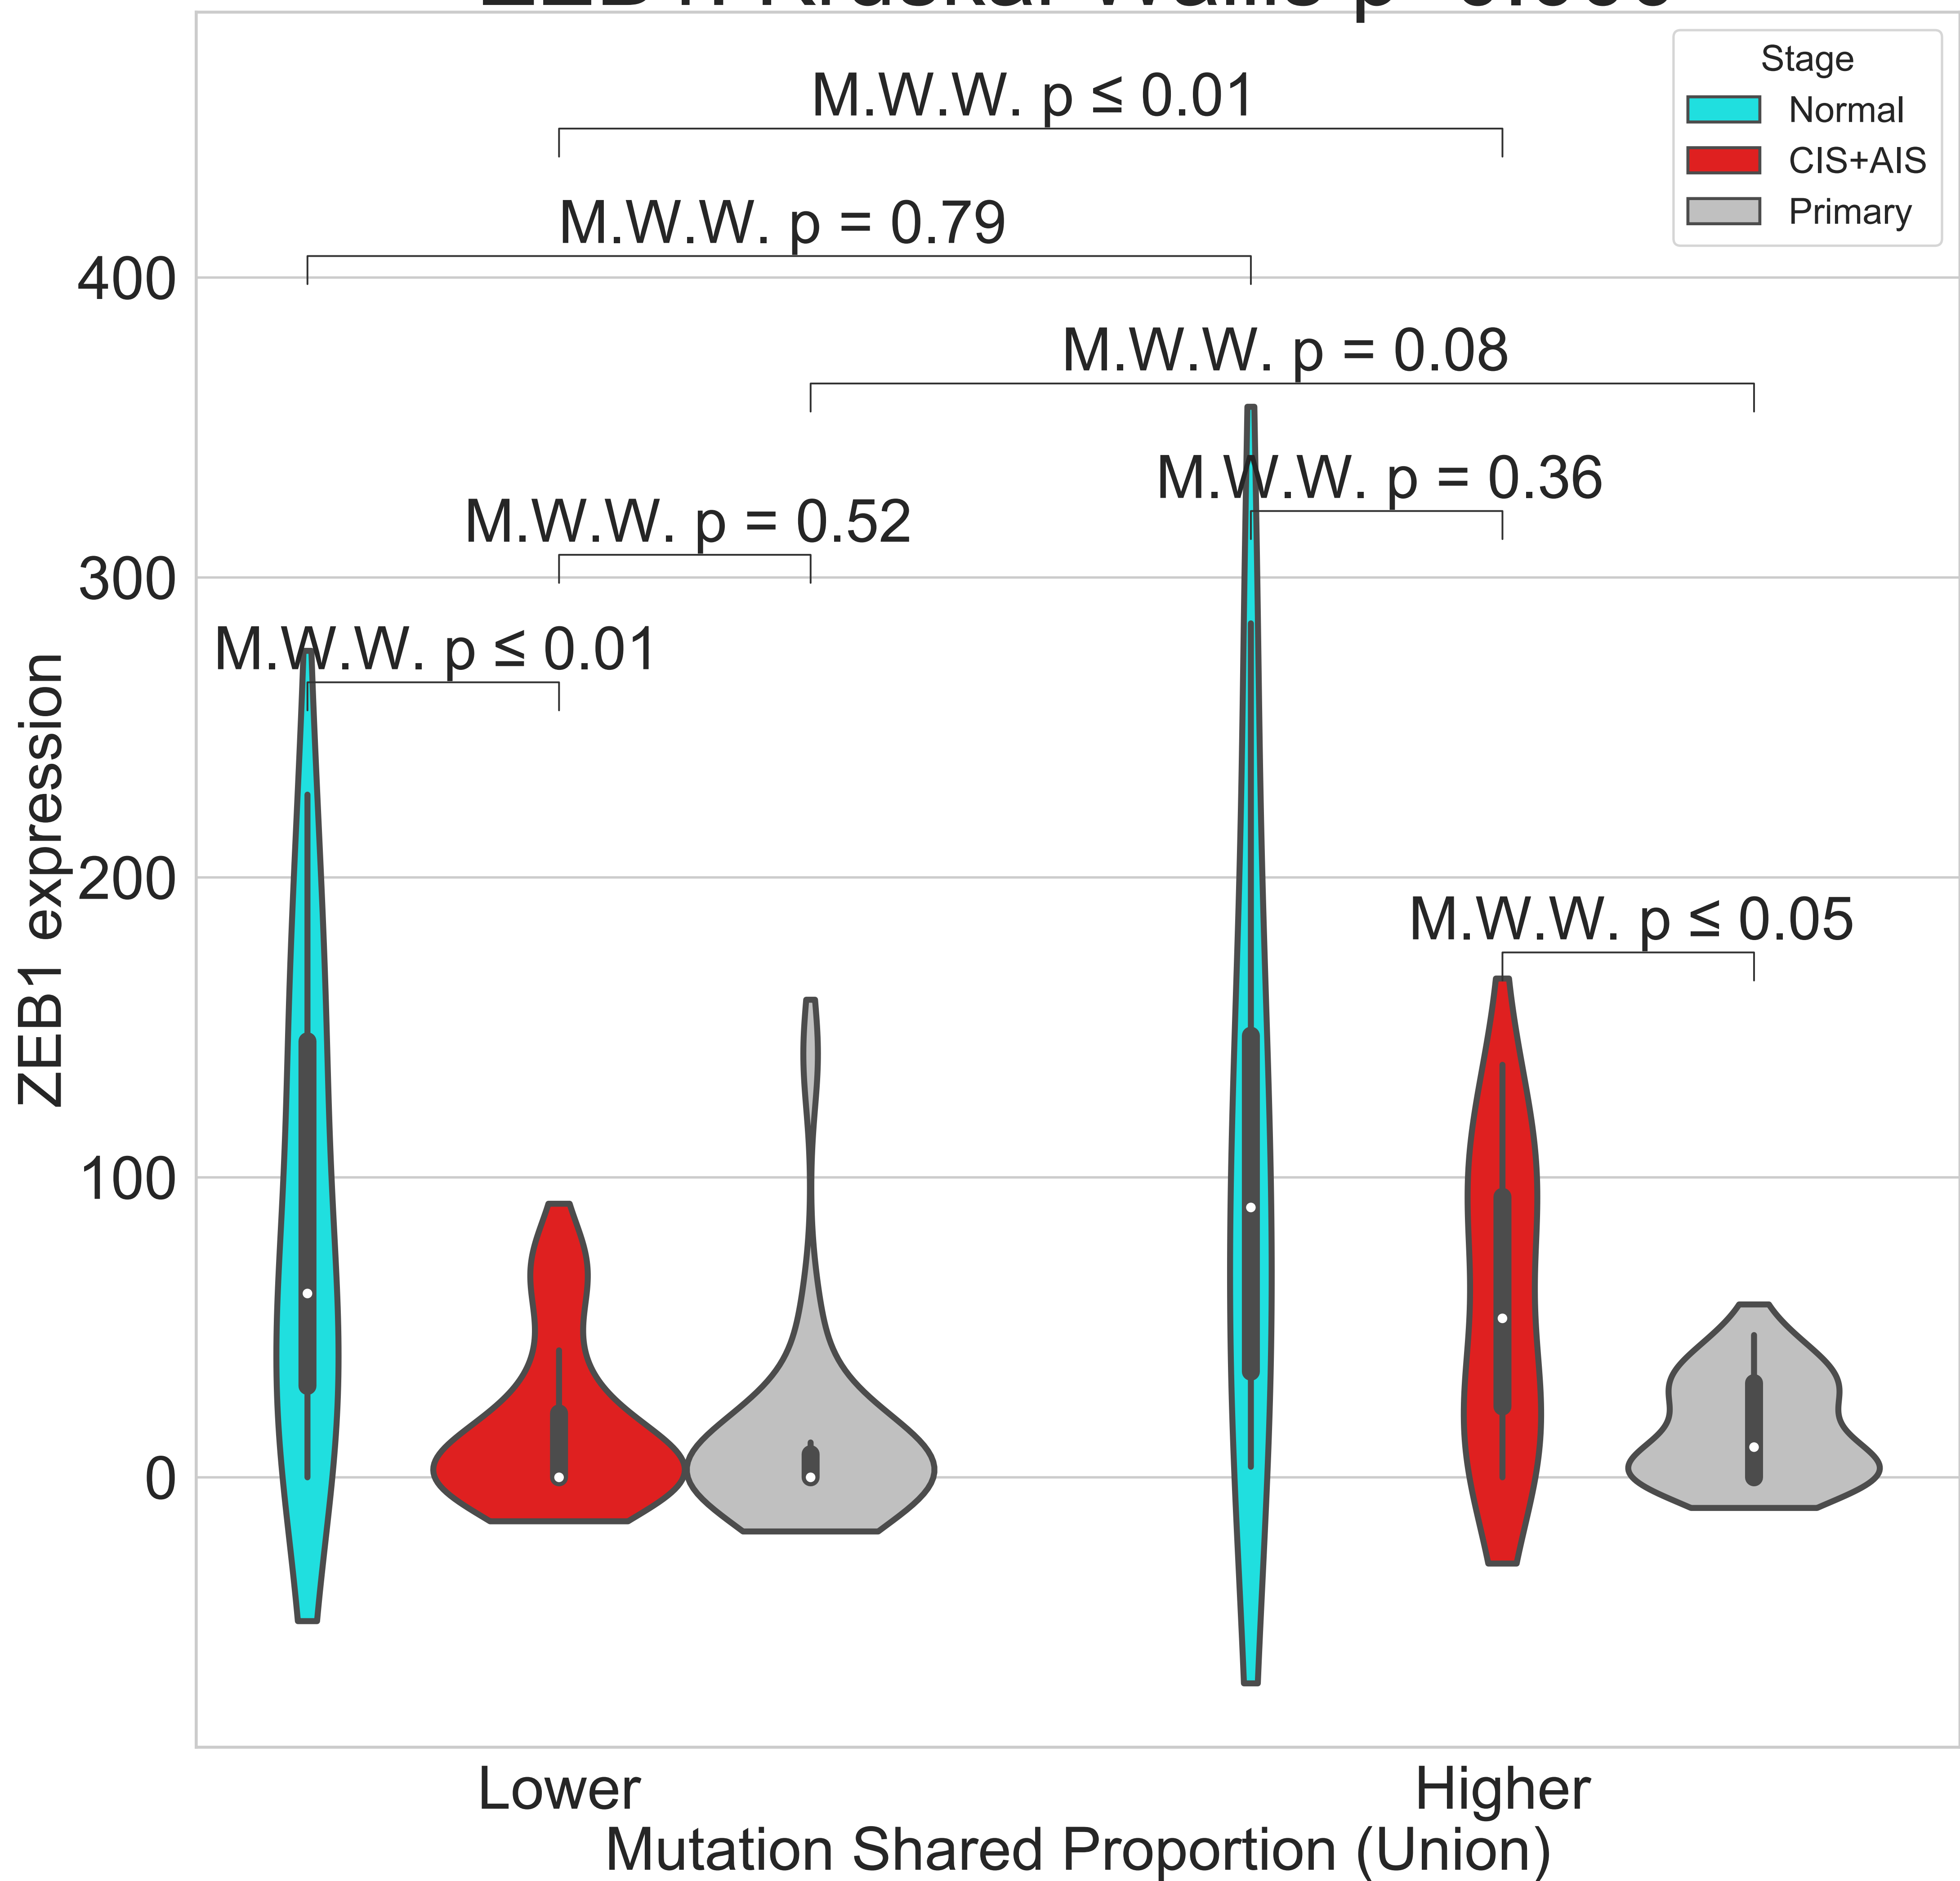 Stage
Normal
CIS+AIS
Primary
M.W.W. p ≤ 0.01
M.W.W. p = 0.79
M.W.W. p = 0.08
M.W.W. p = 0.36
M.W.W. p = 0.52
M.W.W. p ≤ 0.01
M.W.W. p ≤ 0.05
400
300
200
100
0
ZEB1 expression
Lower
Higher
Mutation Shared Proportion (Union)